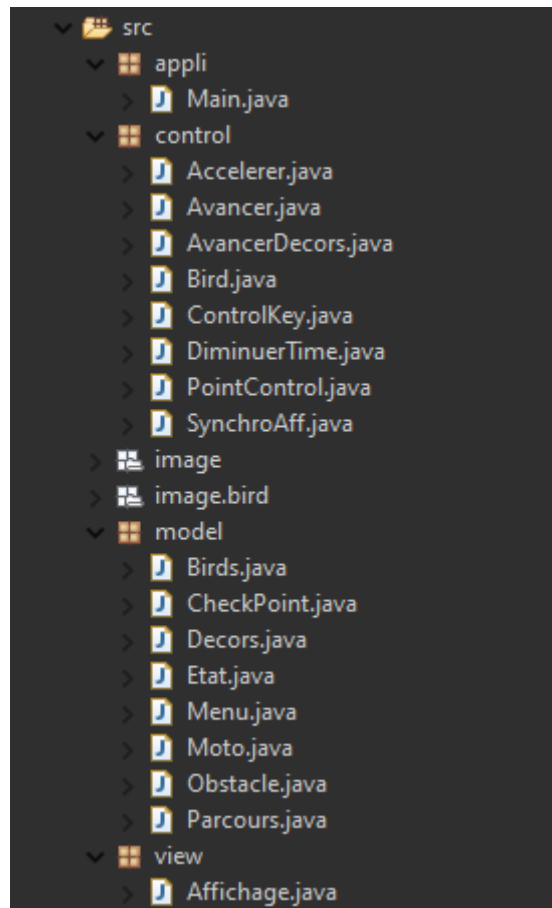 src
appli
Main.java
control
Accelerer.java
Avancer.java
AvancerDecors.java
Bird.java
ControlKey.java
DiminuerTime.java
PointControl.java
SynchroAff.java
image
image.bird
model
Birds.java
CheckPoint.java
Decors.java
Etat.java
Menu.java
Moto.java
Obstacle.java
Parcours.java
view
Affichage.java